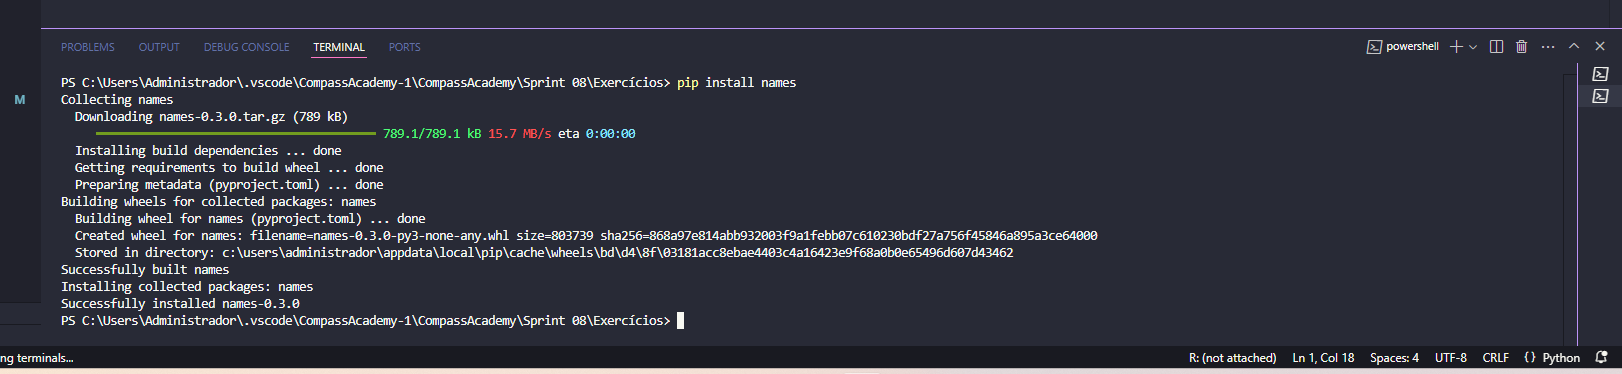 PROBLEMS OUTPUT DEBUG CONSOLE TERMINAL PORTS powershell
PS C:\Users\Administrador\.vscode\CompassAcademy-1\CompassAcademy\Sprint 08\Exercícios> pip install names
M
Collecting names
Downloading names-0.3.0.tar.gz (789 kB)
789.1/789.1 kB 15.7 MB/s eta 0:00:00
Installing build dependencies ... done
Getting requirements to build wheel ... done
Preparing metadata (pyproject.toml) ... done
Building wheels for collected packages: names
Building wheel for names (pyproject.toml) ... done
Created wheel for names: filename=names-0.3.0-py3-none-any.whl size=803739 sha256=868a97e814abb932003f9a1febb07c610230bdf27a756f45846a895a3ce64000
Stored in directory: c:\users\administrador\appdata\local\pip\cache\wheels\bd\d4\8f\03181acc8ebae4403c4a16423e9f68a0b0e65496d607d43462
Successfully built names
Installing collected packages: names
Successfully installed names-0.3.0
PS C:\Users\Administrador\.vscode\CompassAcademy-1\CompassAcademy\Sprint 08\Exercícios>
ng terminals... R: (not attached) Ln 1, Col 18 Spaces: 4 UTF-8 CRLF {} Python